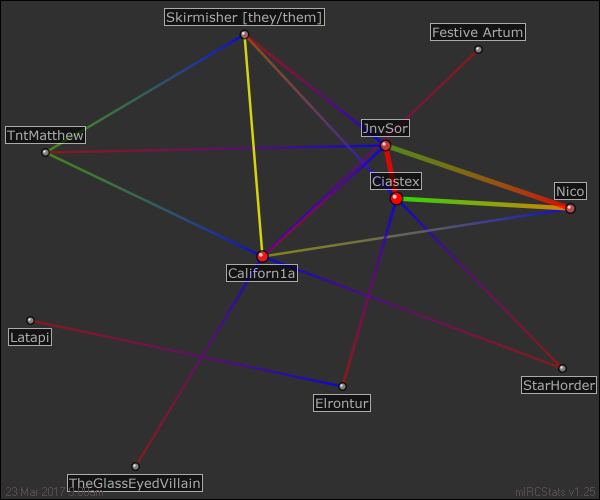 Skirmisher [they/them]
Festive Artum
JnvSor
TntMatthew
Ciastex
Nico
Californ1a
Latapi
StarHorder
Elrontur
TheGlassEyedVillain
23 Mar 2017
mIRCStats v1.25